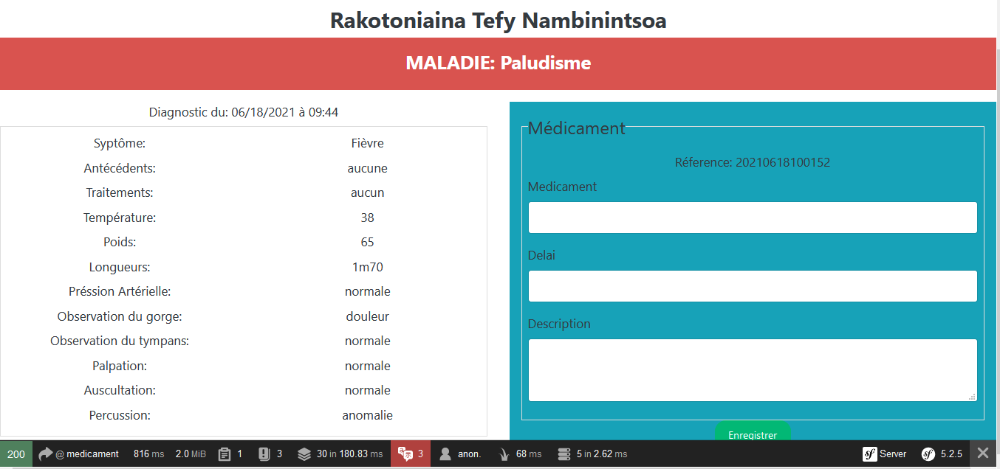 Rakotoniaina Tefy Nambinintsoa
MALADIE: Paludisme
Diagnostic du: 06/18/2021 à 09:44
Syptôme: Fièvre
Antécédents: aucune
Traitements: aucun
Température: 38
Poids: 65
Longueurs: 1m70
Préssion Artérielle: normale
Observation du gorge: douleur
Observation du tympans: normale
Palpation: normale
Auscultation: normale
Percussion: anomalie
Médicament
Réference: 20210618100152
Medicament
Delai
Description
Enregistrer
200 @ medicament 816 ms 2.0 MiB 1 3 30 in 180.83 ms 3 anon. 68 ms 5 in 2.62 ms Server 5.2.5